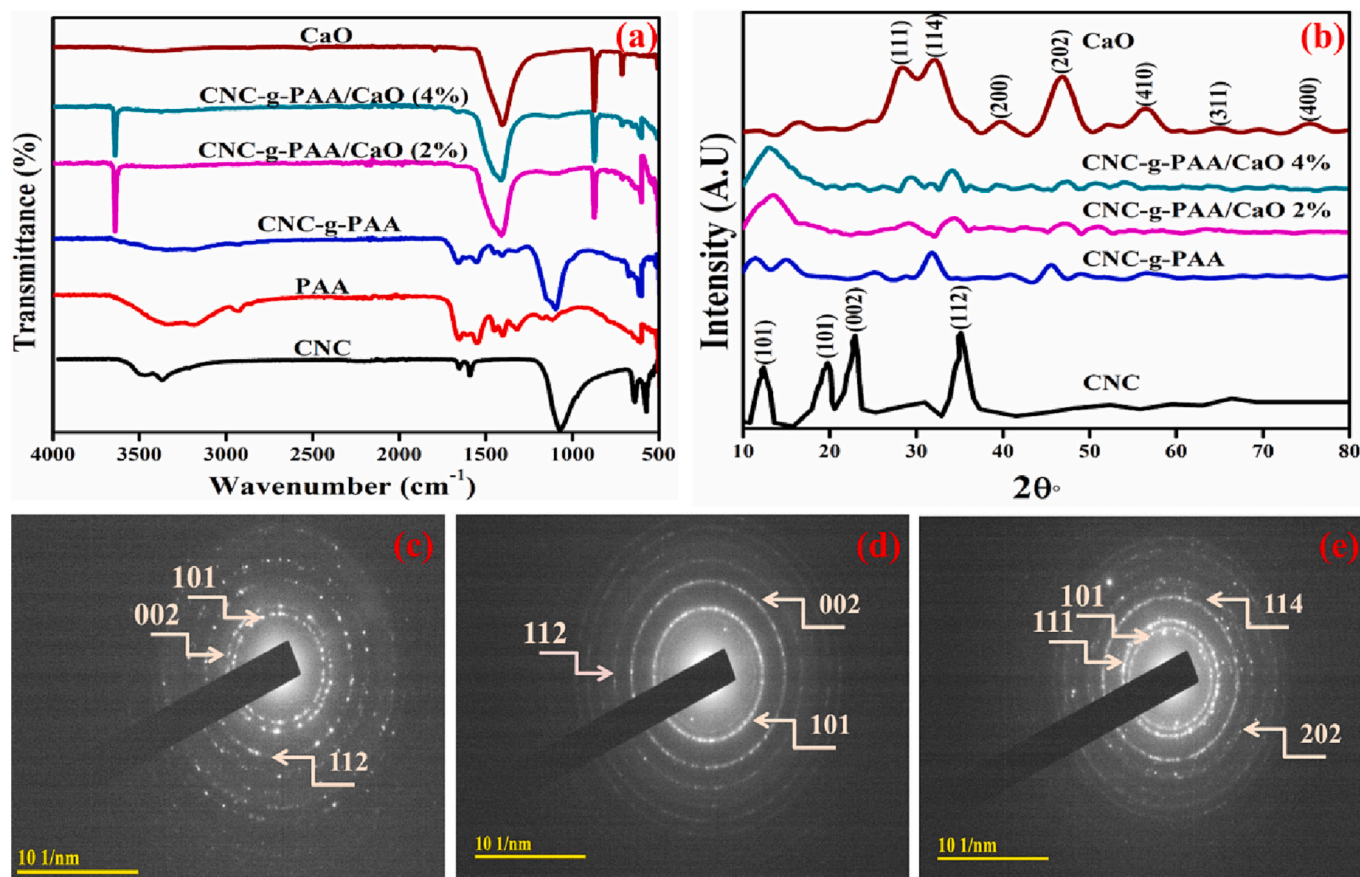 (a)
CaO
CNC-g-PAA/CaO (4%)
CNC-g-PAA/CaO (2%)
CNC-g-PAA
PAA
CNC
Transmittance (%)
4000 3500 3000 2500 2000 1500 1000 500
Wavenumber (cm⁻¹)
(b)
CaO
(111)
(114)
(200)
(202)
(410)
(311)
(400)
CNC-g-PAA/CaO 4%
CNC-g-PAA/CaO 2%
CNC-g-PAA
(101)
(101)
(002)
(112)
CNC
Intensity (A.U)
10 20 30 40 50 60 70 80
2θ°
(c)
101
002
112
10 1/nm
(d)
002
112
101
10 1/nm
(e)
101
114
111
202
10 1/nm